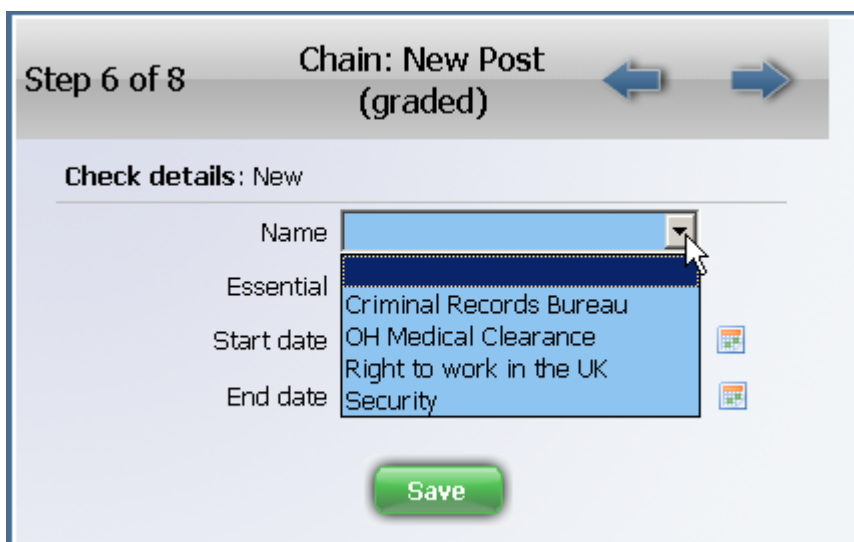 Step 6 of 8
Chain: New Post
(graded)
Check details: New
Name
Essential
Criminal Records Bureau
Start date
OH Medical Clearance
Right to work in the UK
End date
Security
Save